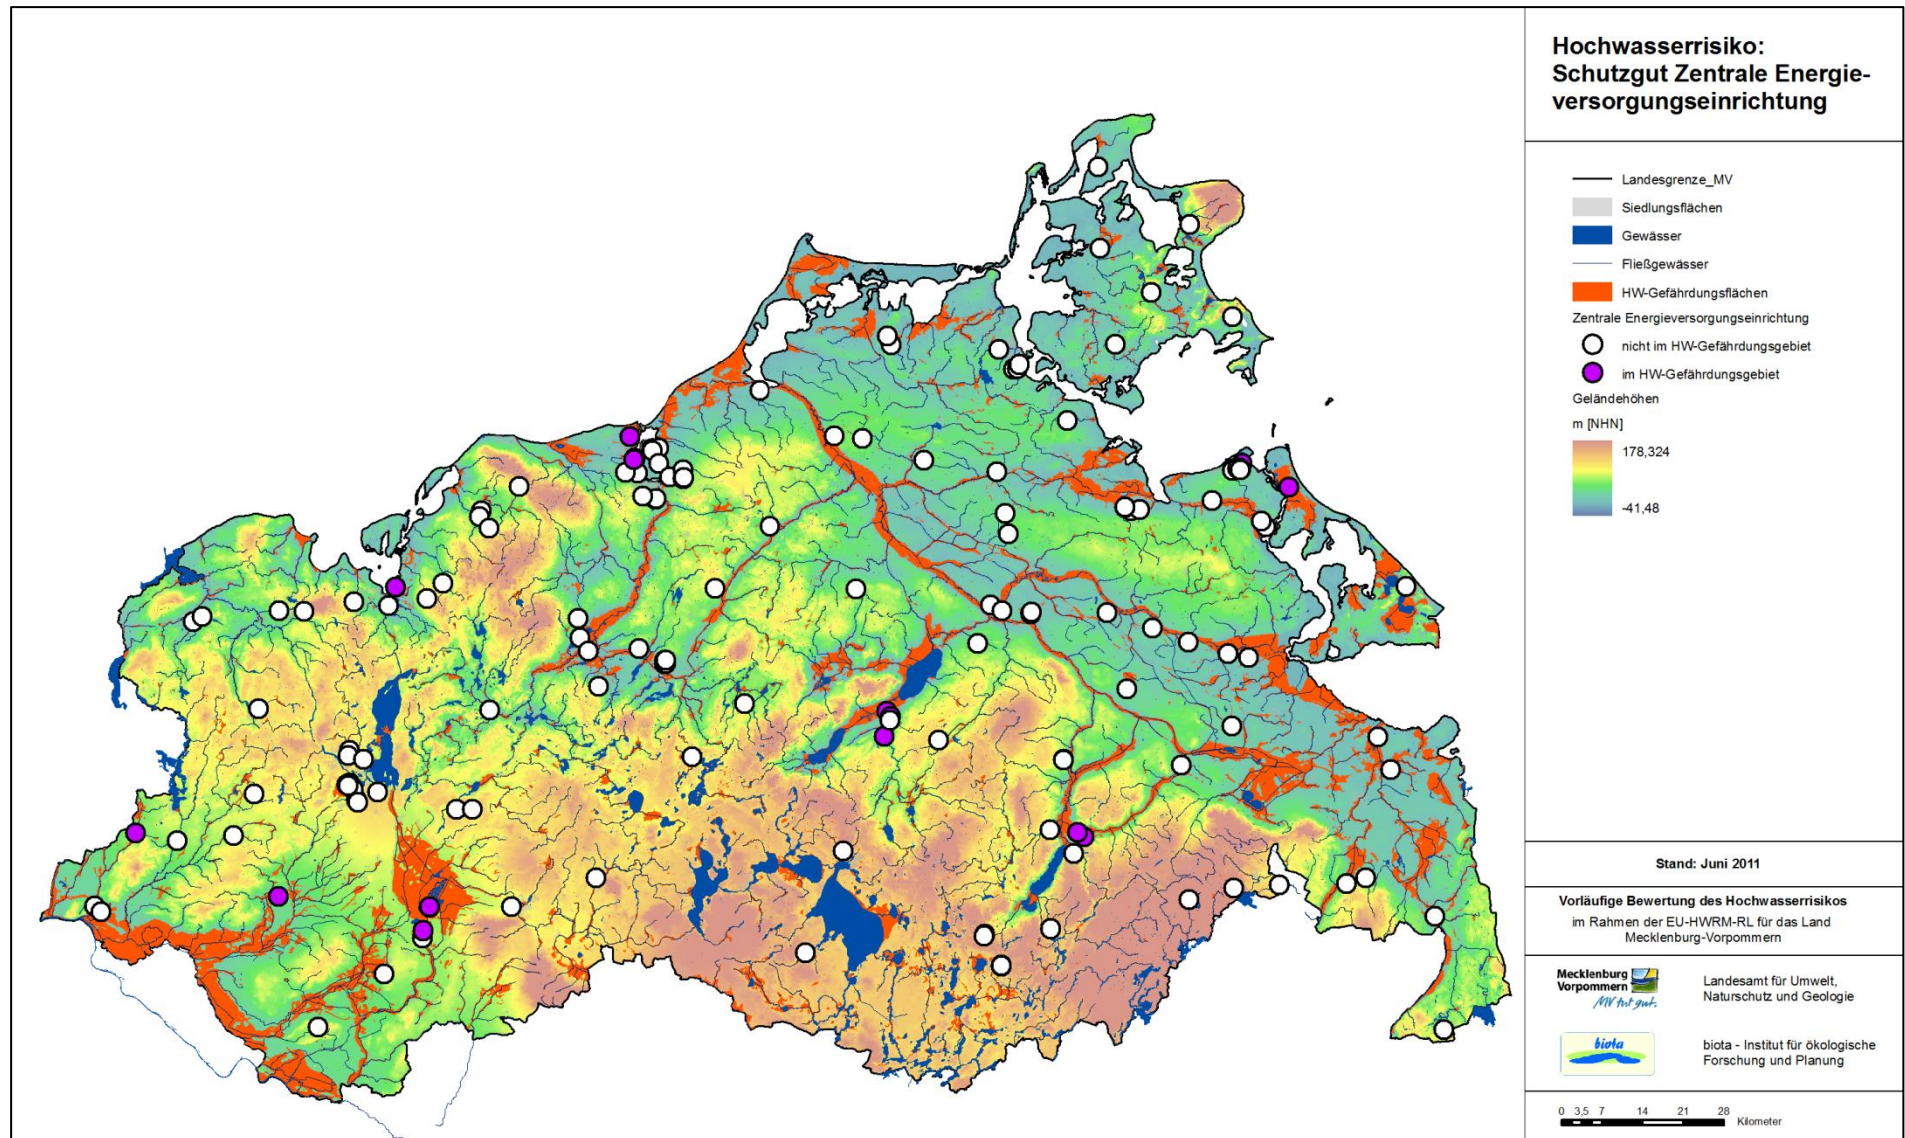 Hochwasserrisiko:
Schutzgut Zentrale Energie-
versorgungseinrichtung
Landesgrenze_MV
Siedlungsflächen
Gewässer
Fließgewässer
HW-Gefährdungsflächen
Zentrale Energieversorgungseinrichtung
nicht im HW-Gefährdungsgebiet
im HW-Gefährdungsgebiet
Geländehöhen
m [NHN]
178,324
-41,48
Stand: Juni 2011
Vorläufige Bewertung des Hochwasserrisikos
im Rahmen der EU-HWRM-RL für das Land
Mecklenburg-Vorpommern
Mecklenburg
Vorpommern
MV tut gut.
Landesamt für Umwelt,
Naturschutz und Geologie
biota
biota - Institut für ökologische
Forschung und Planung
0 3,5 7 14 21 28
Kilometer